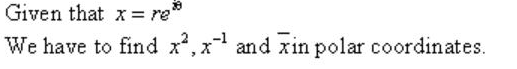 Given that x = re^{iθ}
We have to find x², x⁻¹ and x̅ in polar coordinates.